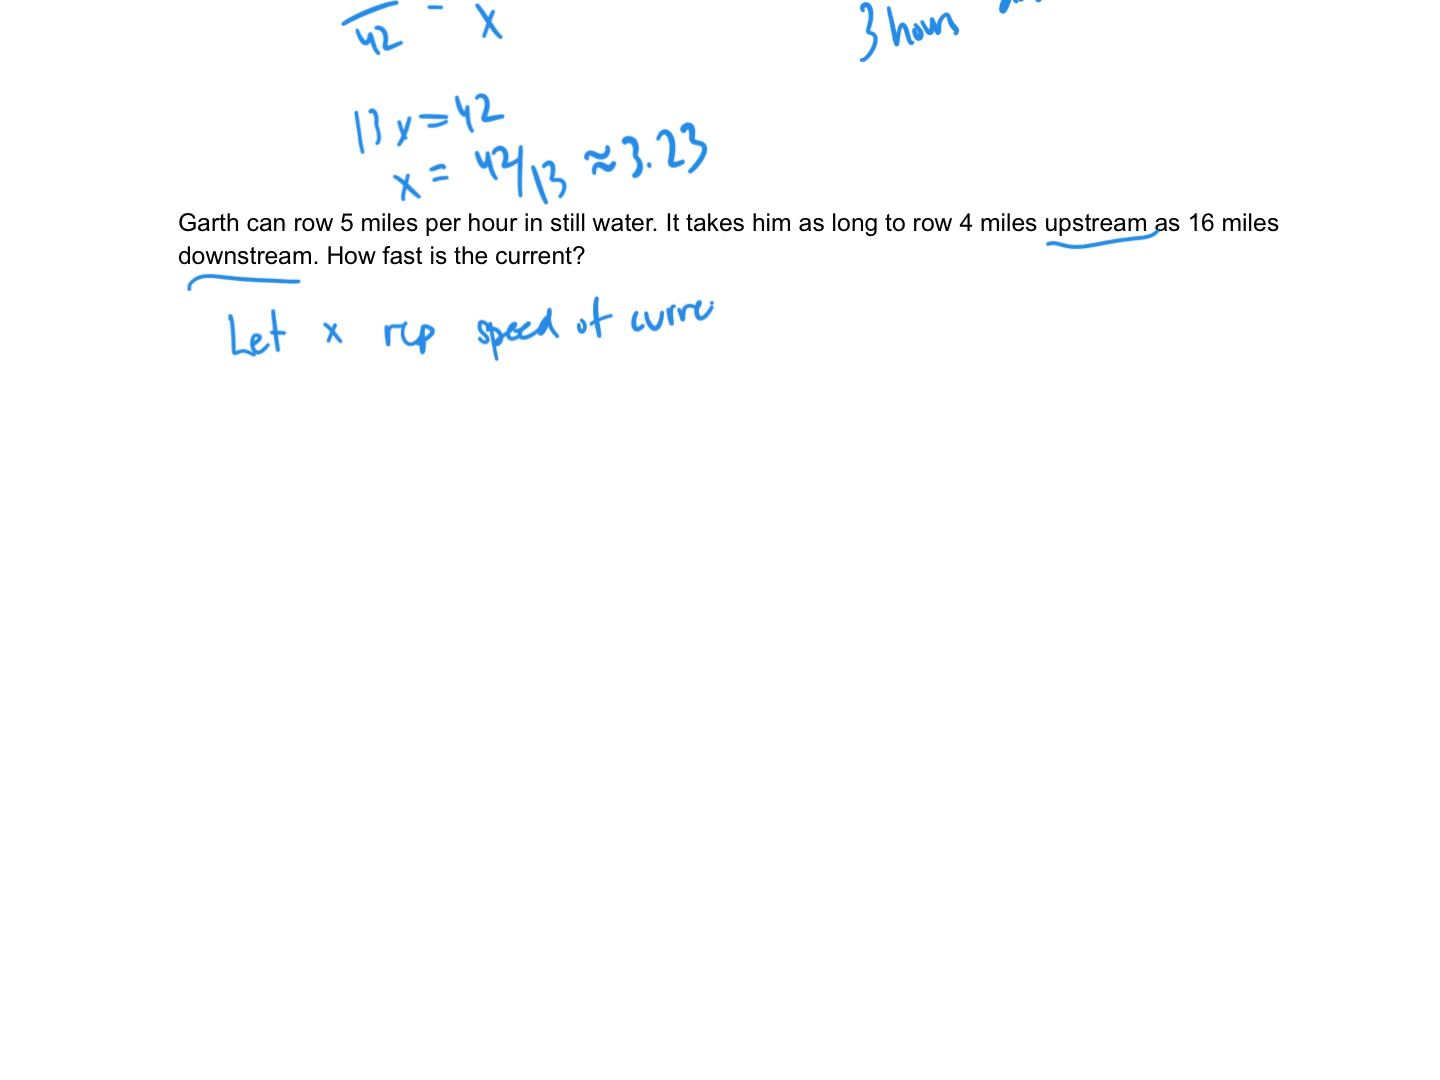 42 = x
3 hours
13x = 42
x = 42/13 ≈ 3.23
Garth can row 5 miles per hour in still water. It takes him as long to row 4 miles upstream as 16 miles
downstream. How fast is the current?
Let x rep speed of curre